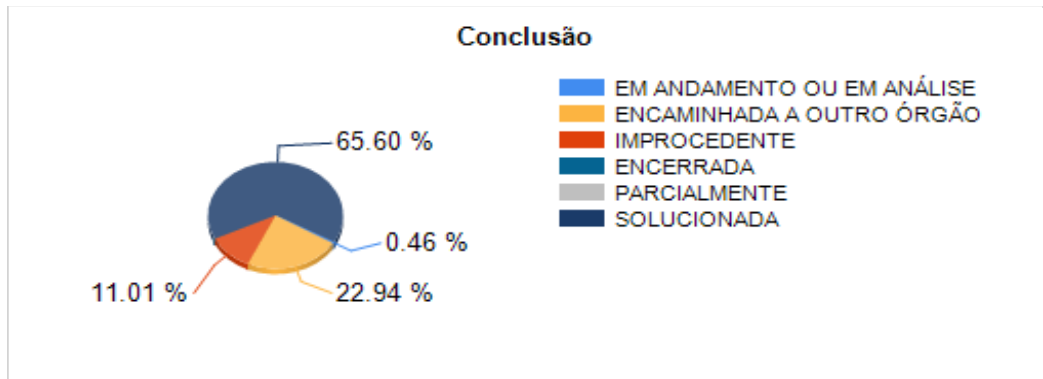 Conclusão
EM ANDAMENTO OU EM ANÁLISE
ENCAMINHADA A OUTRO ÓRGÃO
IMPROCEDENTE
ENCERRADA
PARCIALMENTE
SOLUCIONADA
65.60 %
0.46 %
22.94 %
11.01 %